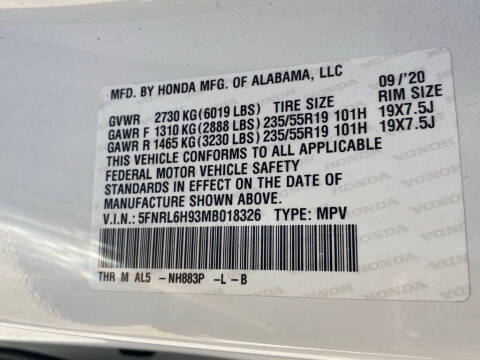 MFD. BY HONDA MFG. OF ALABAMA, LLC 09/'20
GVWR 2730 KG(6019 LBS) TIRE SIZE RIM SIZE
GAWR F 1310 KG(2888 LBS) 235/55R19 101H 19X7.5J
GAWR R 1465 KG(3230 LBS) 235/55R19 101H 19X7.5J
THIS VEHICLE CONFORMS TO ALL APPLICABLE
FEDERAL MOTOR VEHICLE SAFETY
STANDARDS IN EFFECT ON THE DATE OF
MANUFACTURE SHOWN ABOVE.
V.I.N.: 5FNRL6H93MB018326 TYPE: MPV
THR M AL5 -NH883P -L-B